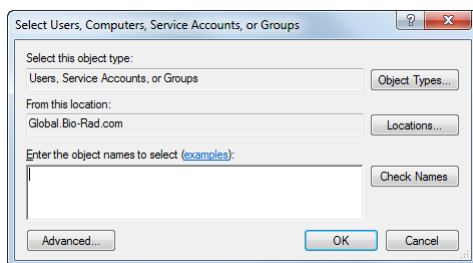 Select Users, Computers, Service Accounts, or Groups
Select this object type:
Users, Service Accounts, or Groups
Object Types...
From this location:
Global.Bio-Rad.com
Locations...
Enter the object names to select (examples):
Check Names
Advanced...
OK
Cancel